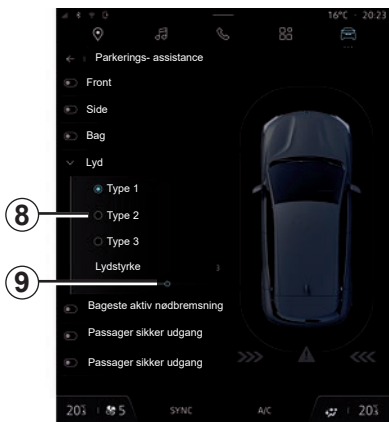 16°C · 20:23
Parkerings- assistance
Front
Side
Bag
Lyd
Type 1
8
Type 2
Type 3
Lydstyrke 3
9
Bageste aktiv nødbremsning
Passager sikker udgang
Passager sikker udgang
20 5 SYNC A/C 20